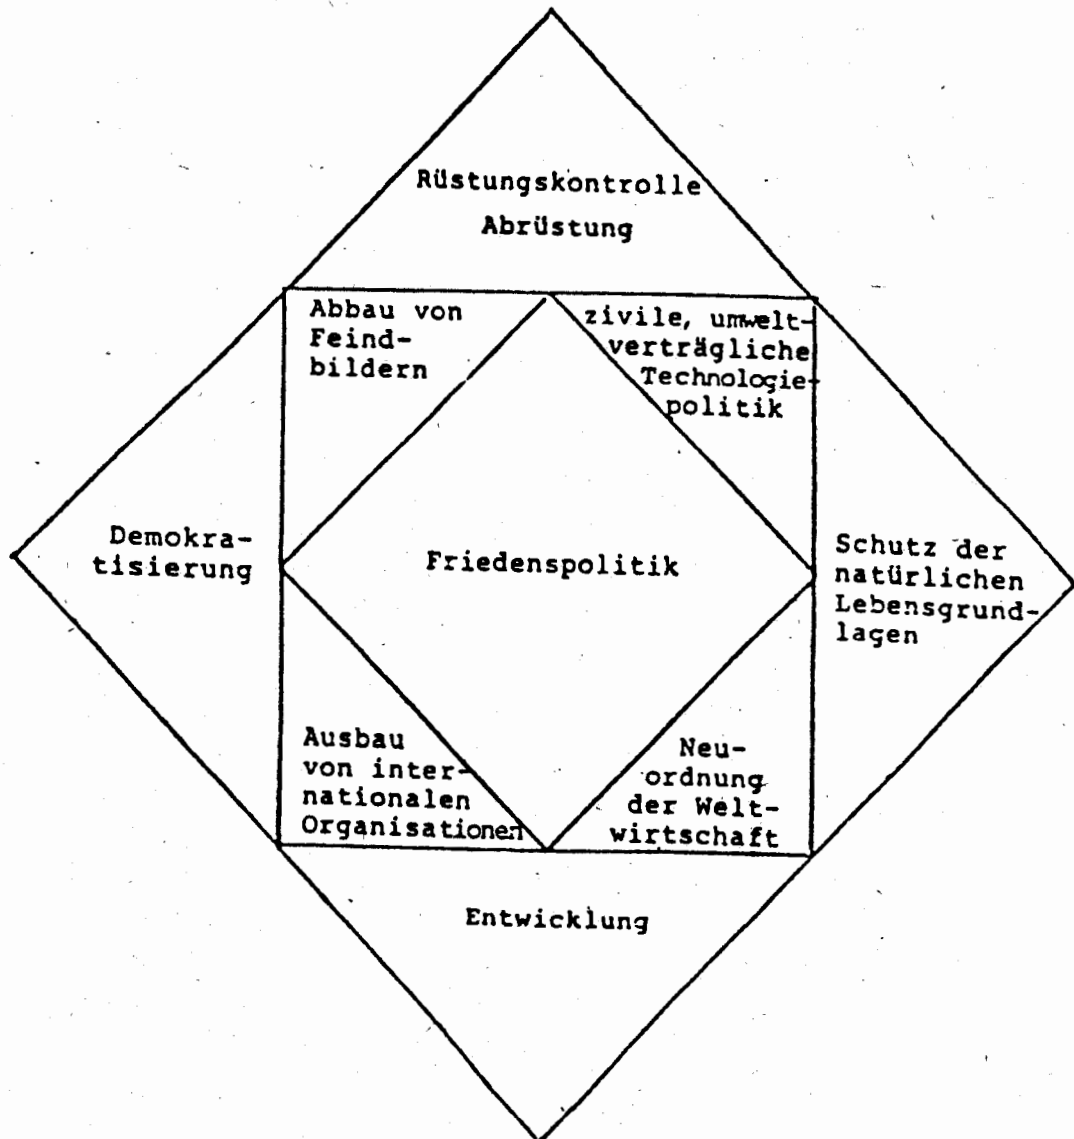 Rüstungskontrolle
Abrüstung
Abbau von
Feind-
bildern
zivile, umwelt-
verträgliche
Technologie-
politik
Demokra-
tisierung
Friedenspolitik
Schutz der
natürlichen
Lebensgrund-
lagen
Ausbau
von inter-
nationalen
Organisationen
Neu-
ordnung
der Welt-
wirtschaft
Entwicklung